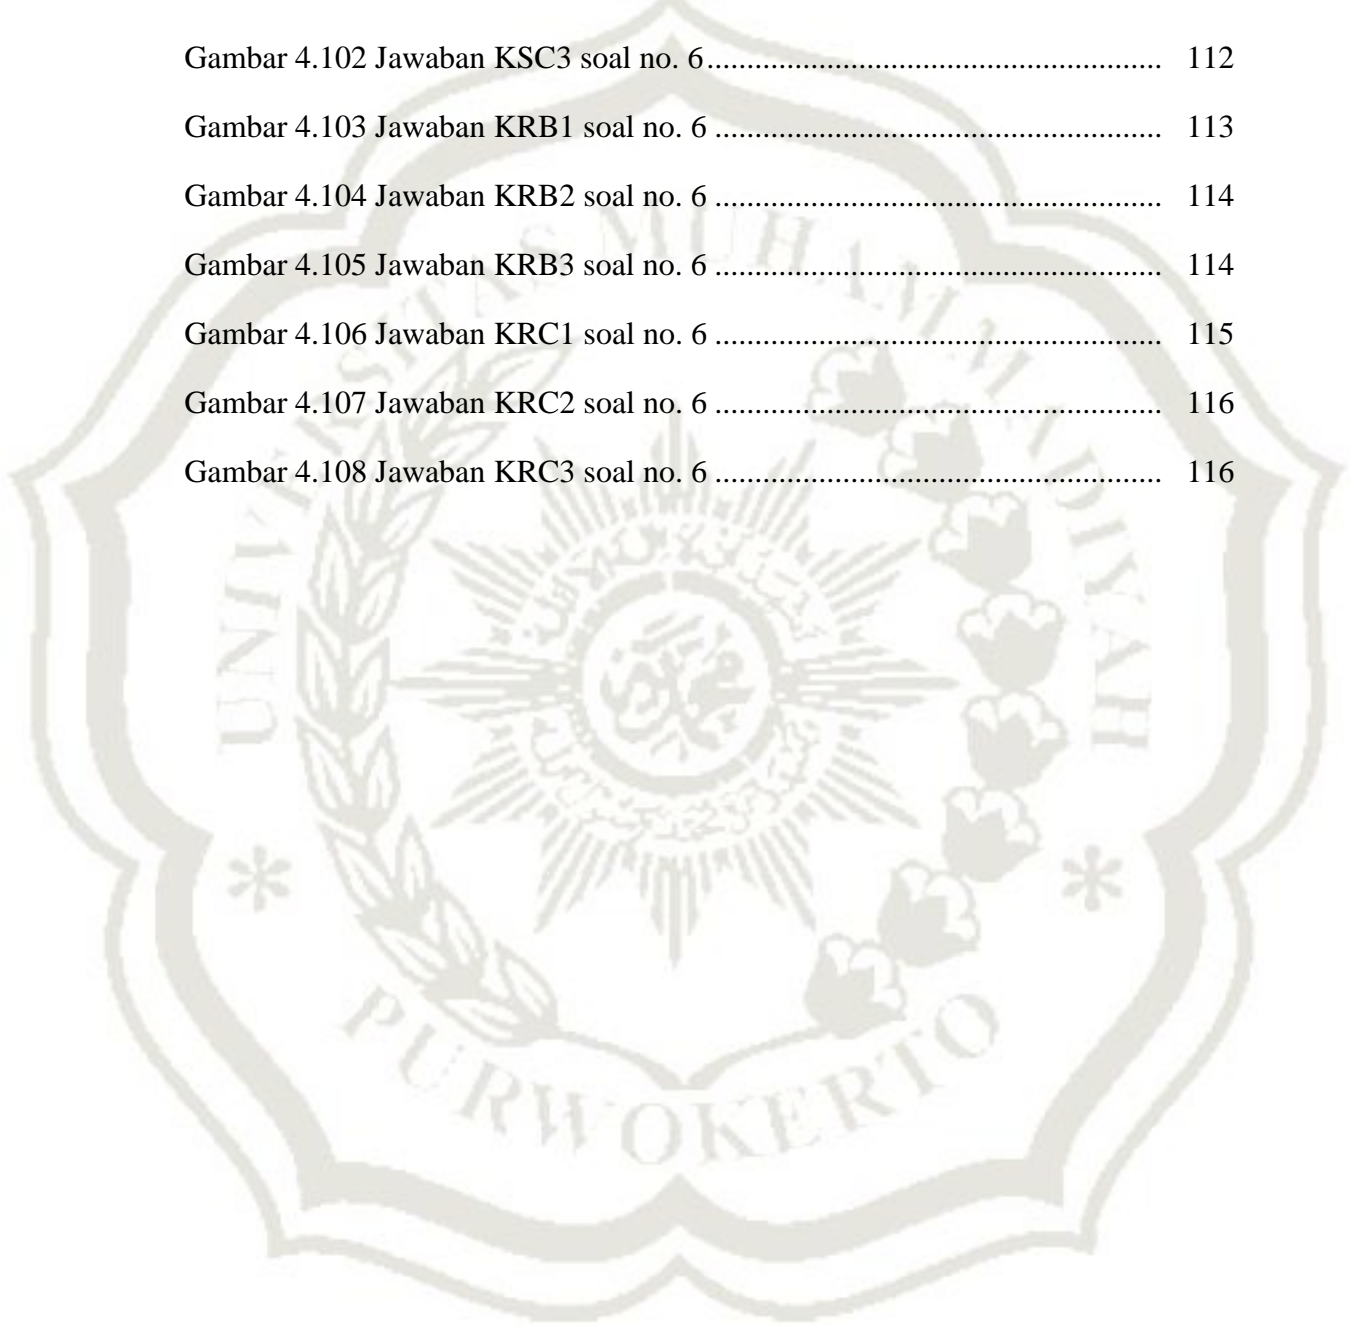 Gambar 4.102 Jawaban KSC3 soal no. 6........................................................ 112
Gambar 4.103 Jawaban KRB1 soal no. 6 ....................................................... 113
Gambar 4.104 Jawaban KRB2 soal no. 6 ....................................................... 114
Gambar 4.105 Jawaban KRB3 soal no. 6 ....................................................... 114
Gambar 4.106 Jawaban KRC1 soal no. 6 ....................................................... 115
Gambar 4.107 Jawaban KRC2 soal no. 6 ....................................................... 116
Gambar 4.108 Jawaban KRC3 soal no. 6 ....................................................... 116
UNIVERSITAS MUHAMMADIYAH
PURWOKERTO